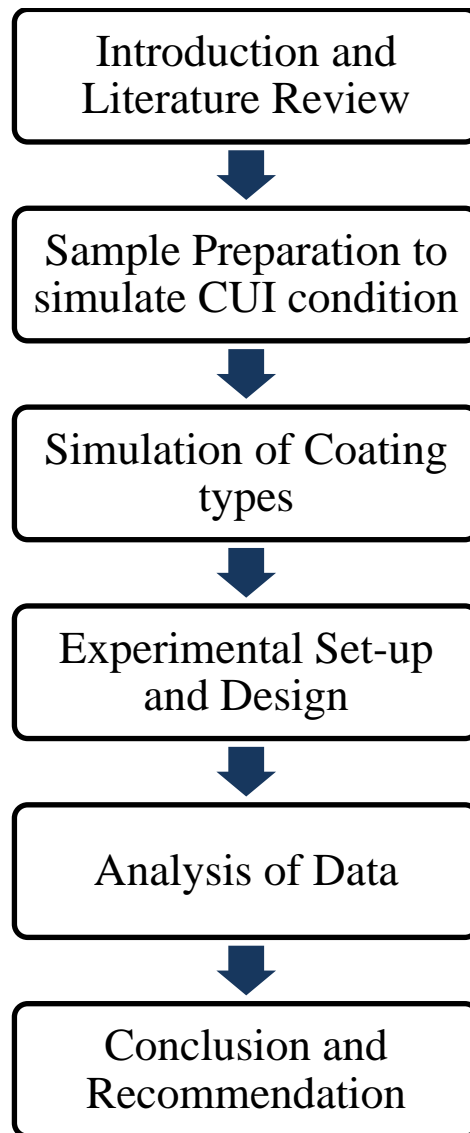 Introduction and
Literature Review
Sample Preparation to
simulate CUI condition
Simulation of Coating
types
Experimental Set-up
and Design
Analysis of Data
Conclusion and
Recommendation